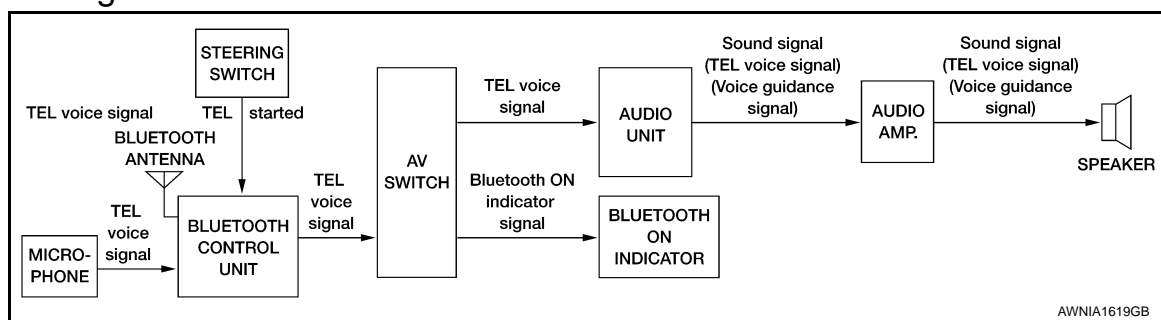 STEERING
SWITCH
TEL voice signal
TEL started
BLUETOOTH
ANTENNA
MICRO-
PHONE
TEL
voice
signal
BLUETOOTH
CONTROL
UNIT
TEL
voice
signal
AV
SWITCH
TEL voice
signal
Bluetooth ON
indicator
signal
AUDIO
UNIT
BLUETOOTH
ON
INDICATOR
Sound signal
(TEL voice signal)
(Voice guidance
signal)
AUDIO
AMP.
Sound signal
(TEL voice signal)
(Voice guidance
signal)
SPEAKER
AWNIA1619GB